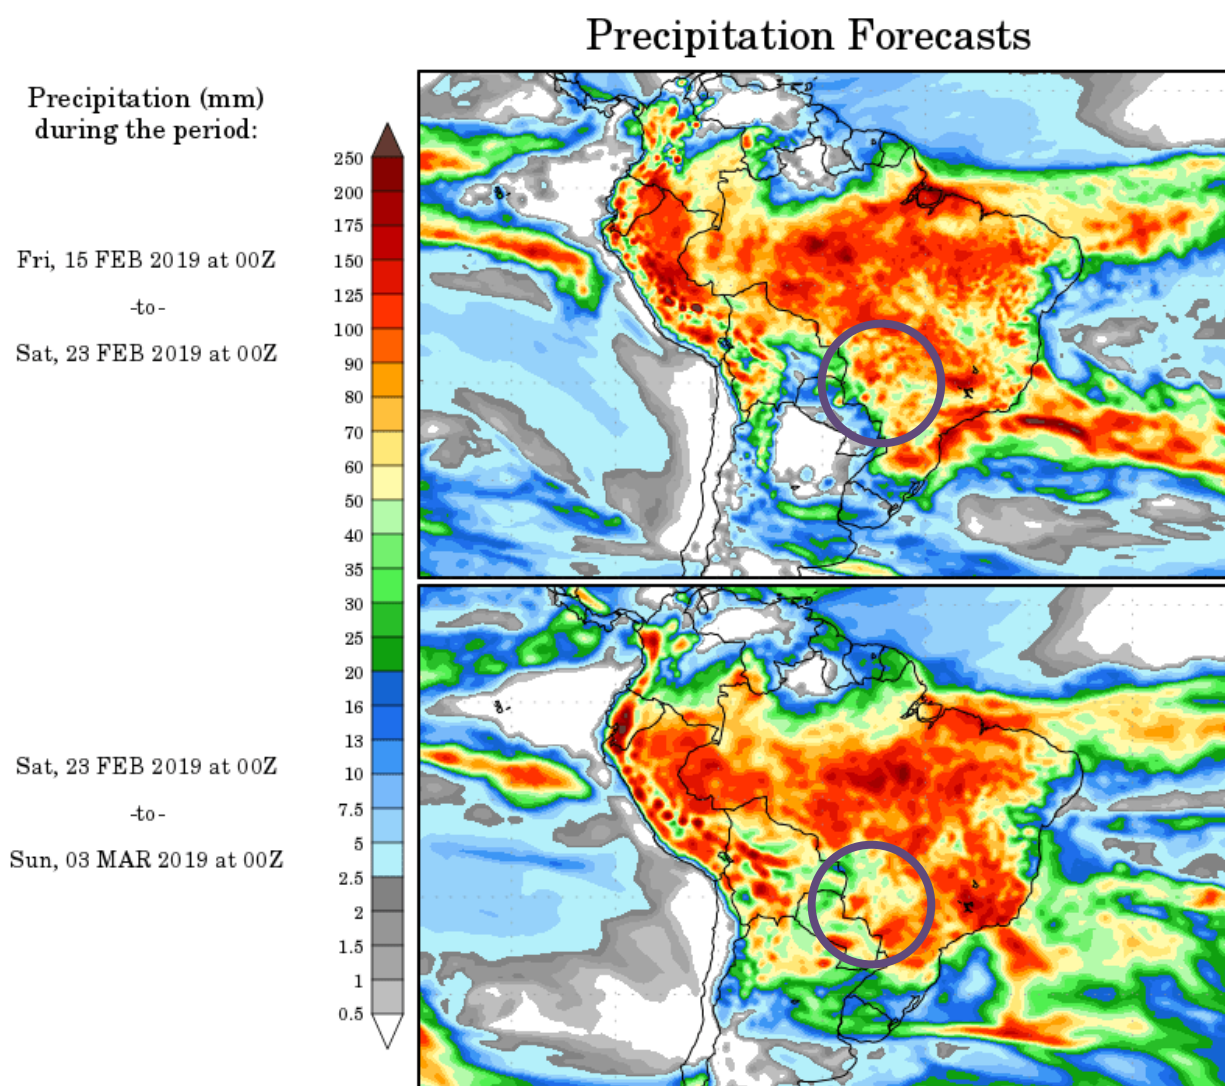 Precipitation Forecasts
Precipitation (mm)
during the period:
Fri, 15 FEB 2019 at 00Z
-to-
Sat, 23 FEB 2019 at 00Z
Sat, 23 FEB 2019 at 00Z
-to-
Sun, 03 MAR 2019 at 00Z
250
200
175
150
125
100
90
80
70
60
50
40
35
30
25
20
16
13
10
7.5
5
2.5
2
1.5
1
0.5